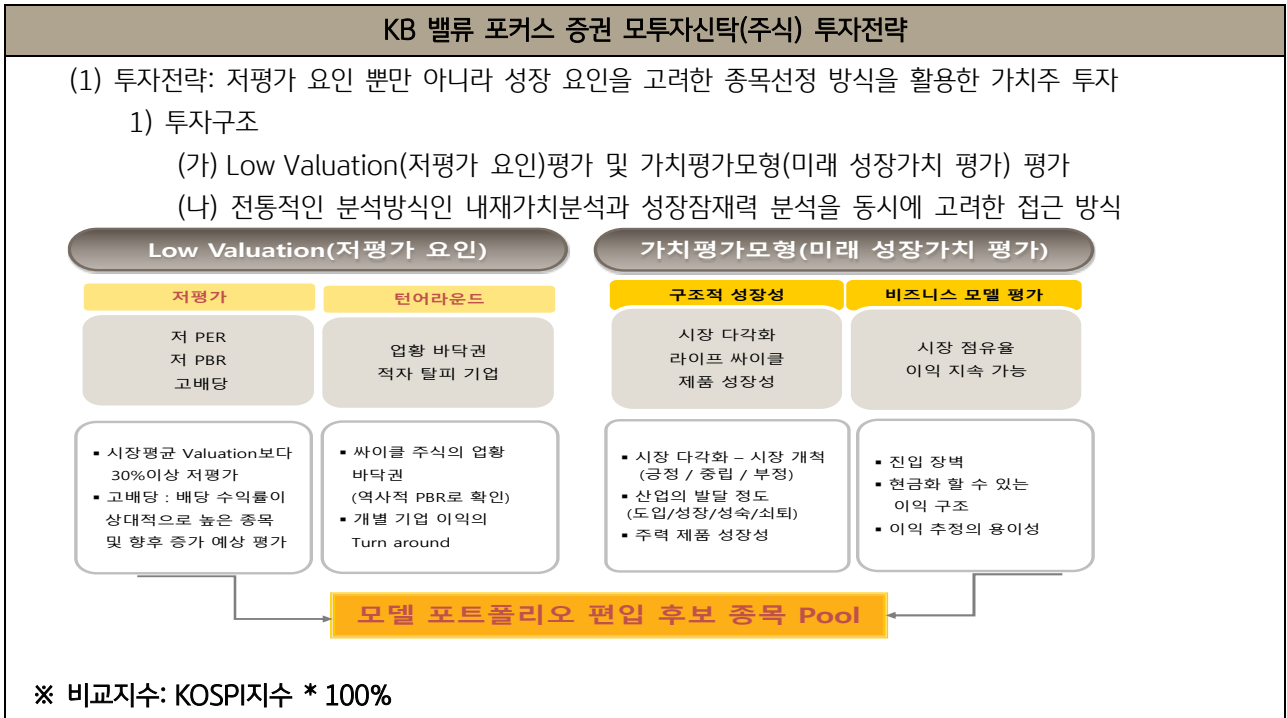 KB 밸류 포커스 증권 모투자신탁(주식) 투자전략
(1) 투자전략: 저평가 요인 뿐만 아니라 성장 요인을 고려한 종목선정 방식을 활용한 가치주 투자
1) 투자구조
(가) Low Valuation(저평가 요인)평가 및 가치평가모형(미래 성장가치 평가) 평가
(나) 전통적인 분석방식인 내재가치분석과 성장잠재력 분석을 동시에 고려한 접근 방식
Low Valuation(저평가 요인)
저평가
저 PER
저 PBR
고배당
▪ 시장평균 Valuation보다
30%이상 저평가
▪ 고배당 : 배당 수익률이
상대적으로 높은 종목
및 향후 증가 예상 평가
턴어라운드
업황 바닥권
적자 탈피 기업
▪ 싸이클 주식의 업황
바닥권
(역사적 PBR로 확인)
▪ 개별 기업 이익의
Turn around
가치평가모형(미래 성장가치 평가)
구조적 성장성
시장 다각화
라이프 싸이클
제품 성장성
▪ 시장 다각화 – 시장 개척
(긍정 / 중립 / 부정)
▪ 산업의 발달 정도
(도입/성장/성숙/쇠퇴)
▪ 주력 제품 성장성
비즈니스 모델 평가
시장 점유율
이익 지속 가능
▪ 진입 장벽
▪ 현금화 할 수 있는
이익 구조
▪ 이익 추정의 용이성
모델 포트폴리오 편입 후보 종목 Pool
※ 비교지수: KOSPI지수 * 100%